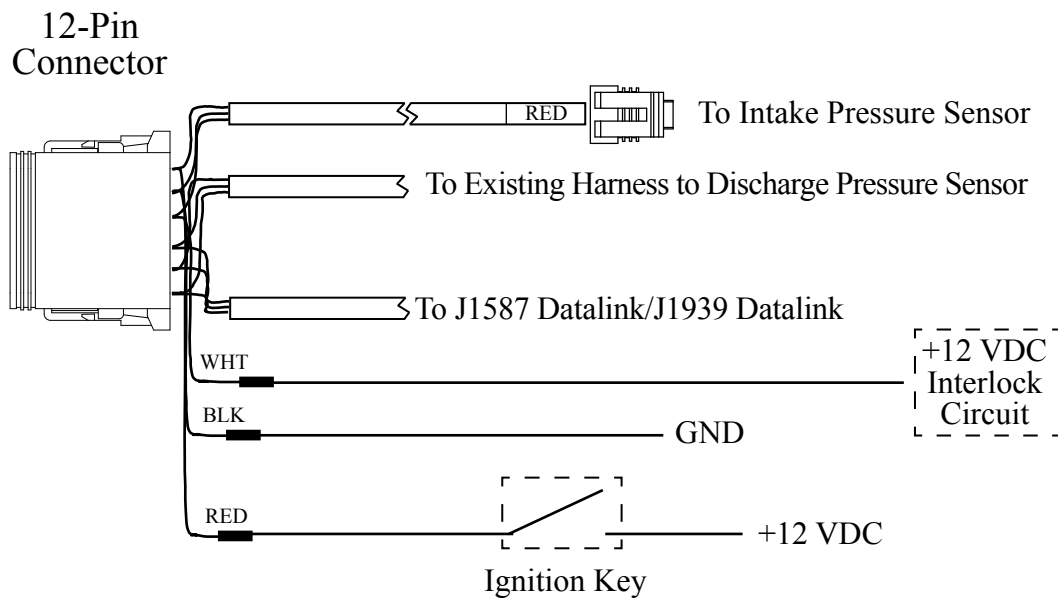 12-Pin
Connector
RED
To Intake Pressure Sensor
To Existing Harness to Discharge Pressure Sensor
To J1587 Datalink/J1939 Datalink
WHT
+12 VDC
Interlock
Circuit
BLK
GND
RED
+12 VDC
Ignition Key